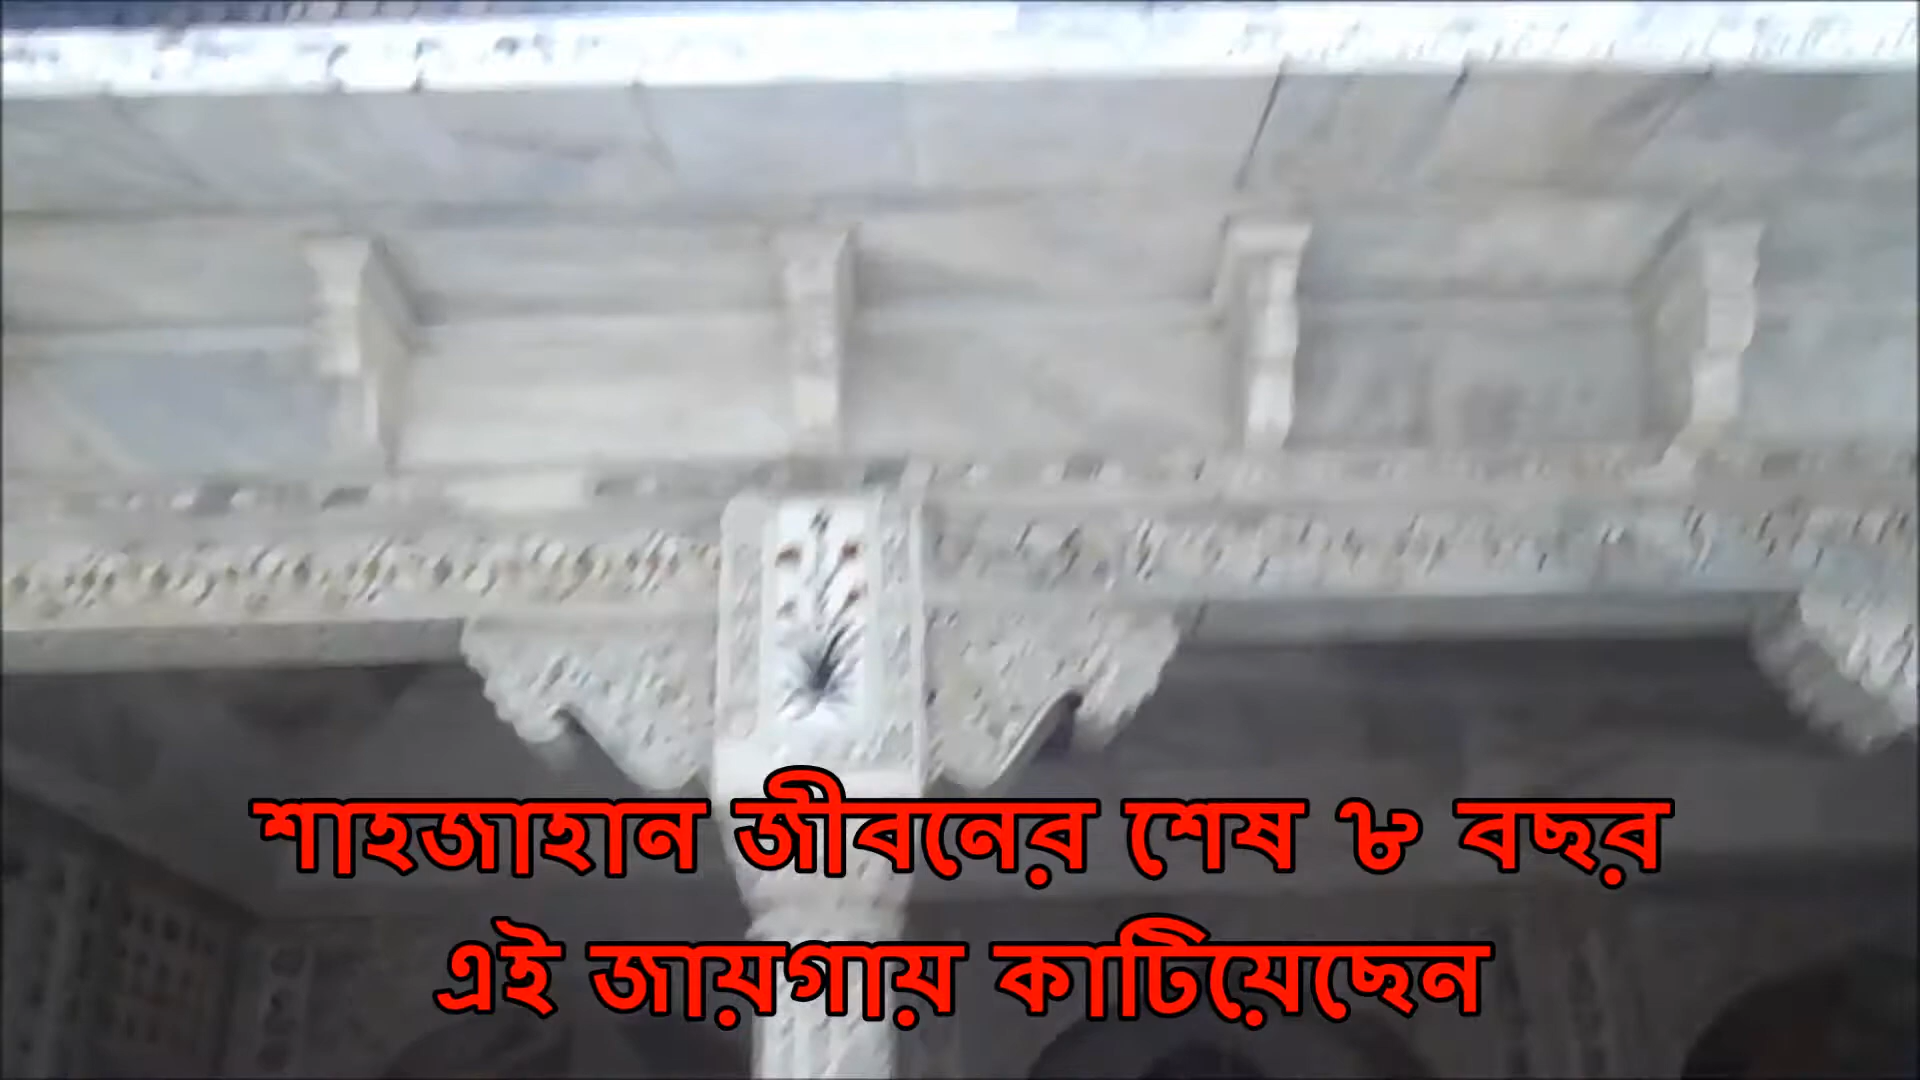 শাহজাহান জীবনের শেষ ৮ বছর
এই জায়গায় কাটিয়েছেন